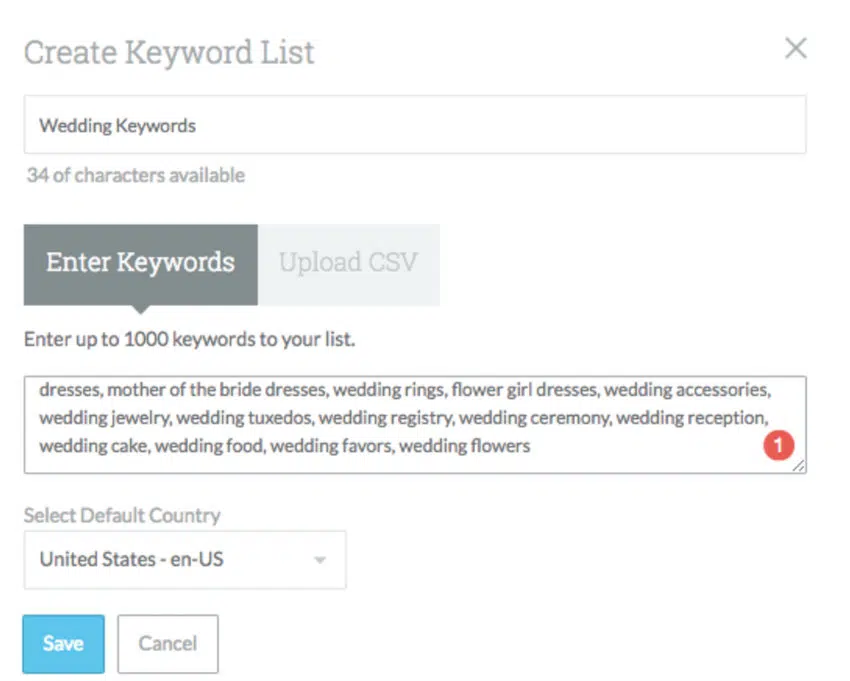 Create Keyword List
Wedding Keywords
34 of characters available
Enter Keywords
Upload CSV
Enter up to 1000 keywords to your list.
dresses, mother of the bride dresses, wedding rings, flower girl dresses, wedding accessories,
wedding jewelry, wedding tuxedos, wedding registry, wedding ceremony, wedding reception,
wedding cake, wedding food, wedding favors, wedding flowers
1
Select Default Country
United States - en-US
Save
Cancel